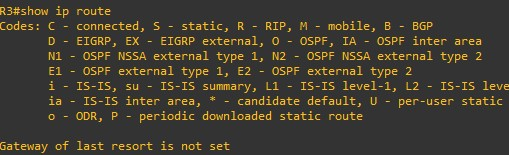 R3#show ip route
Codes: C - connected, S - static, R - RIP, M - mobile, B - BGP
D - EIGRP, EX - EIGRP external, O - OSPF, IA - OSPF inter area
N1 - OSPF NSSA external type 1, N2 - OSPF NSSA external type 2
E1 - OSPF external type 1, E2 - OSPF external type 2
i - IS-IS, su - IS-IS summary, L1 - IS-IS level-1, L2 - IS-IS leve
ia - IS-IS inter area, * - candidate default, U - per-user static
o - ODR, P - periodic downloaded static route
Gateway of last resort is not set